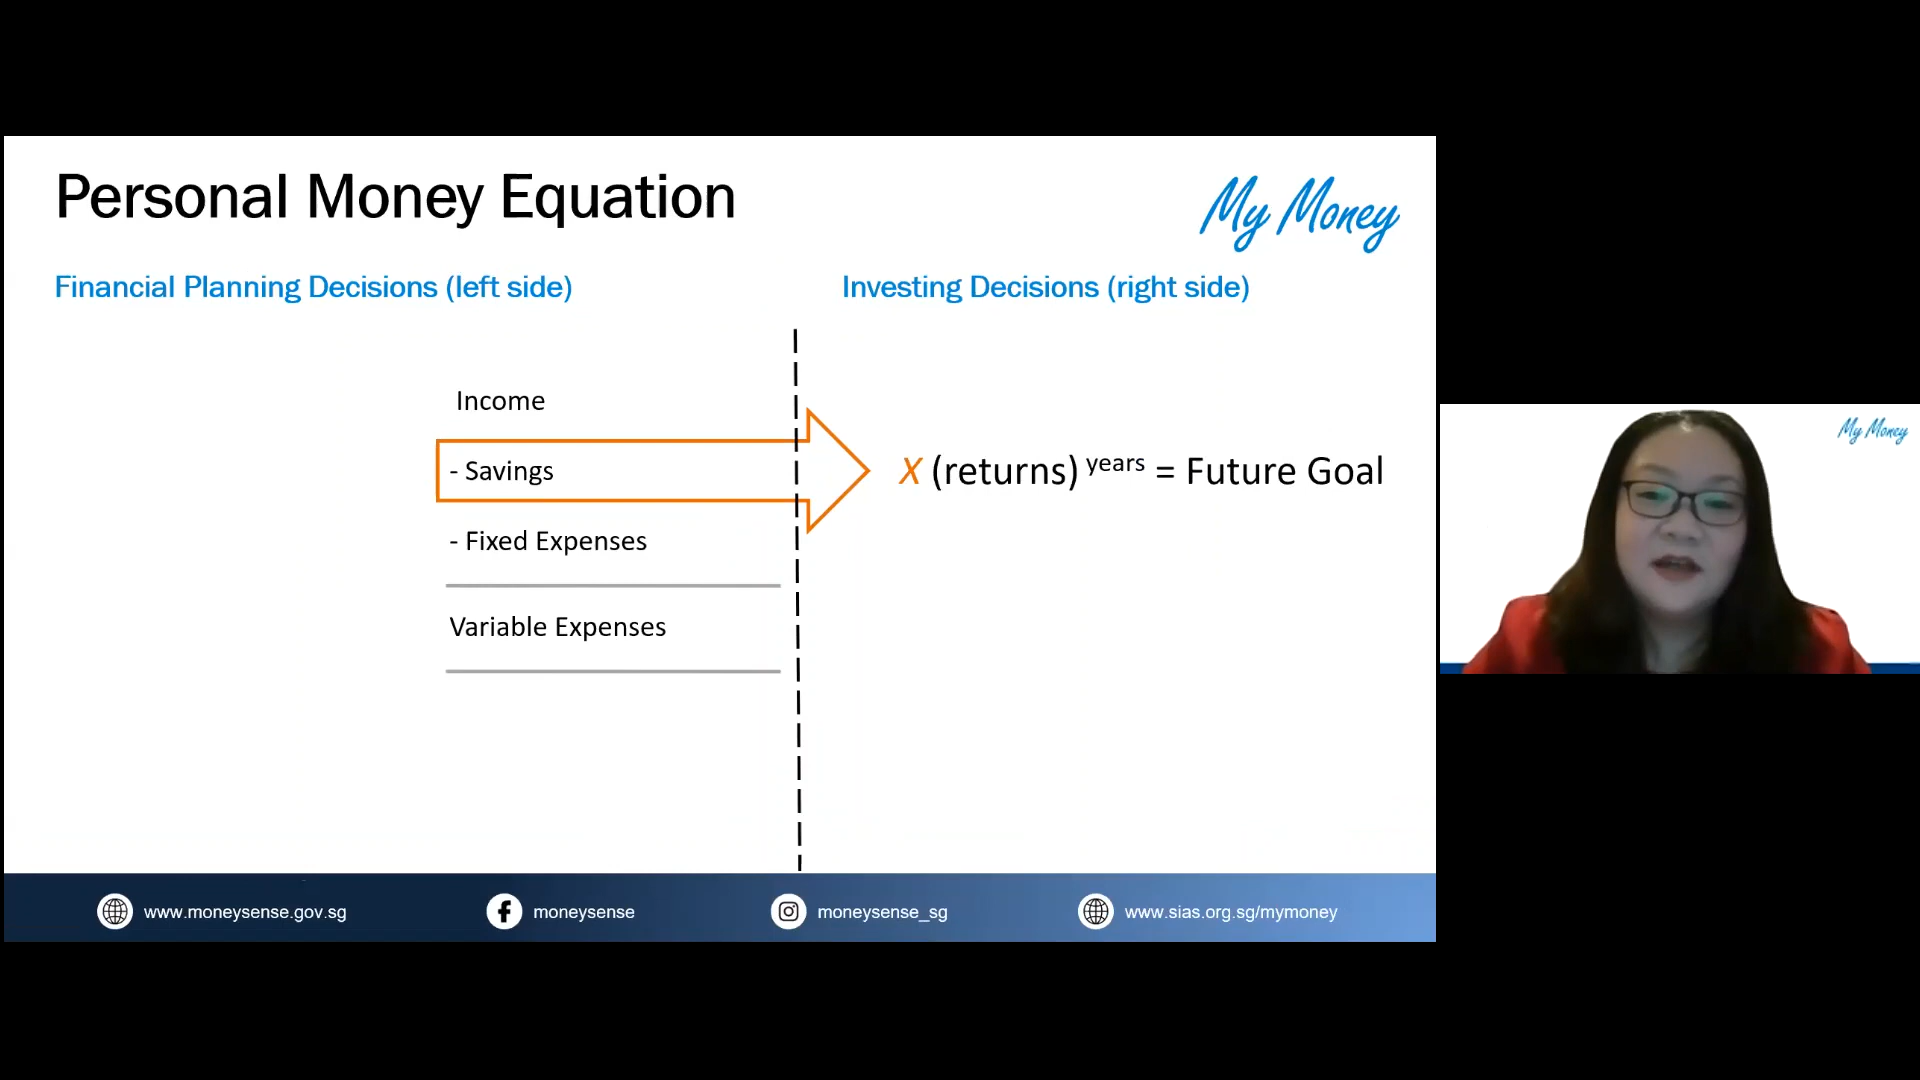 Personal Money Equation
My Money
Financial Planning Decisions (left side)
Investing Decisions (right side)
Income
- Savings
X (returns) years = Future Goal
- Fixed Expenses
Variable Expenses
www.moneysense.gov.sg
moneysense
moneysense_sg
www.sias.org.sg/mymoney
My Money